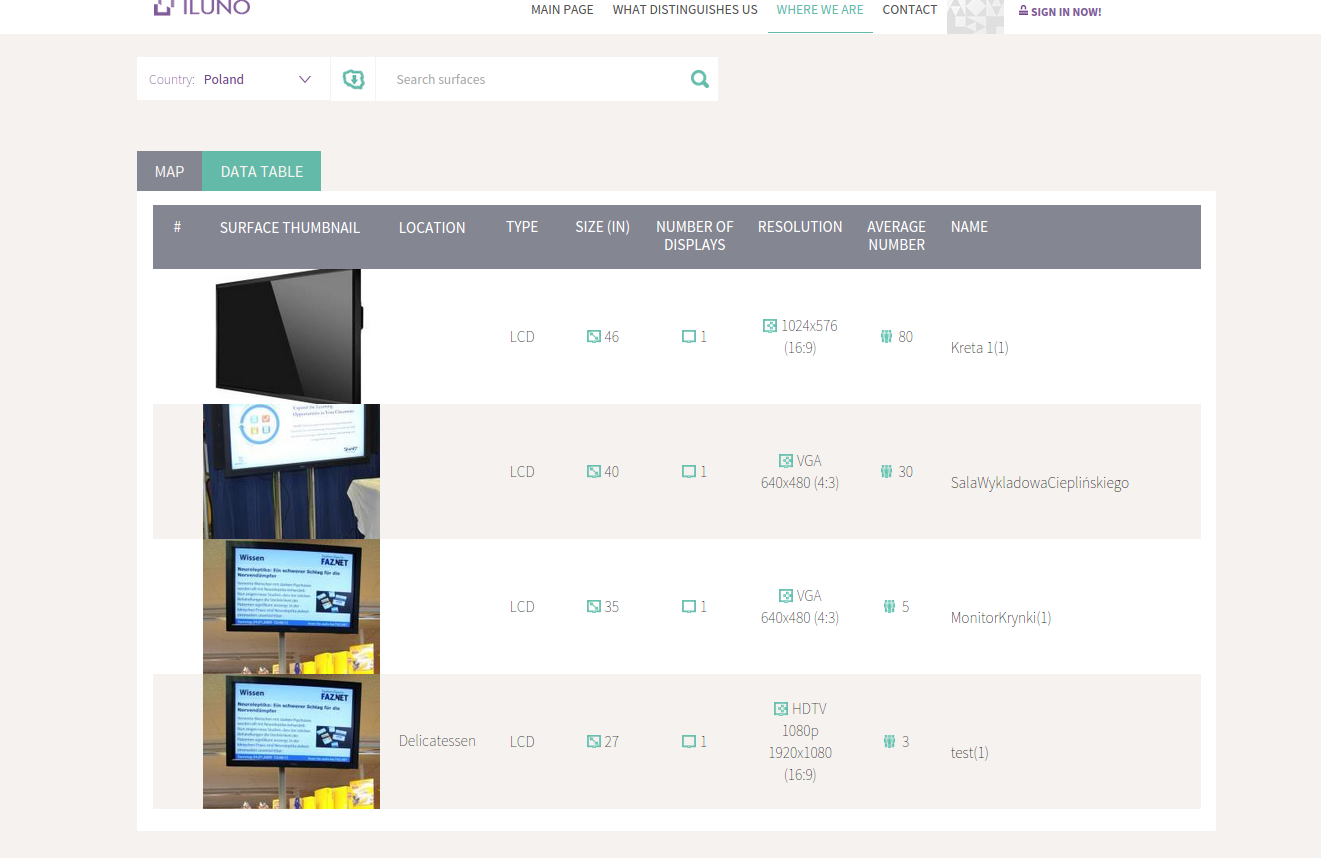 ILUNO
MAIN PAGE WHAT DISTINGUISHES US WHERE WE ARE CONTACT SIGN IN NOW!
Country: Poland Search surfaces
MAP DATA TABLE
# SURFACE THUMBNAIL LOCATION TYPE SIZE (IN) NUMBER OF DISPLAYS RESOLUTION AVERAGE NUMBER NAME
LCD 46 1 1024x576 (16:9) 80 Kreta 1(1)
LCD 40 1 VGA 640x480 (4:3) 30 SalaWykladowaCieplińskiego
Wissen
FAZ.NET
Neuroleptika: Ein schwerer Schlag für die
Nervendämpfer
LCD 35 1 VGA 640x480 (4:3) 5 MonitorKrynki(1)
Wissen
FAZ.NET
Neuroleptika: Ein schwerer Schlag für die
Nervendämpfer
Delicatessen LCD 27 1 HDTV 1080p 1920x1080 (16:9) 3 test(1)